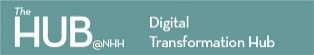 The
HUB@NHH
Digital
Transformation Hub